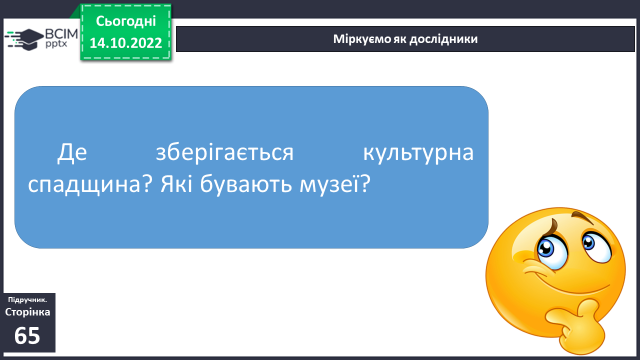 ВСІМ
pptx
Сьогодні
14.10.2022
Міркуємо як дослідники
Де зберігається культурна
спадщина? Які бувають музеї?
Підручник.
Сторінка
65